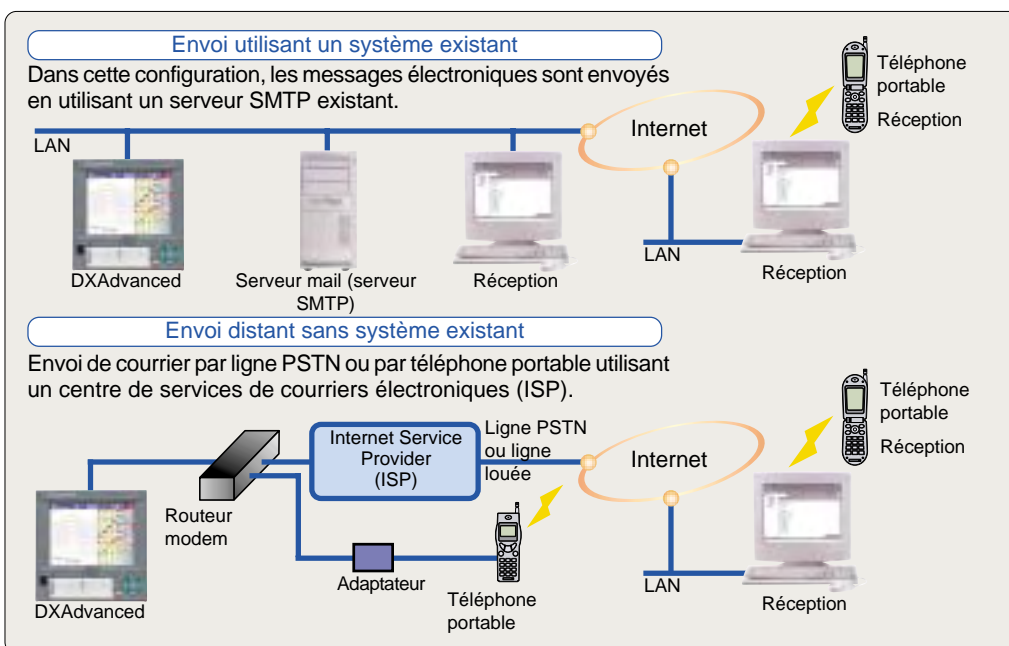 Envoi utilisant un système existant
Dans cette configuration, les messages électroniques sont envoyés
en utilisant un serveur SMTP existant.
Téléphone
portable
Réception
LAN
Internet
DXAdvanced
Serveur mail (serveur
SMTP)
Réception
LAN
Réception
Envoi distant sans système existant
Envoi de courrier par ligne PSTN ou par téléphone portable utilisant
un centre de services de courriers électroniques (ISP).
Téléphone
portable
Réception
Internet Service
Provider
(ISP)
Ligne PSTN
ou ligne
louée
Internet
Routeur
modem
Adaptateur
Téléphone
portable
DXAdvanced
LAN
Réception